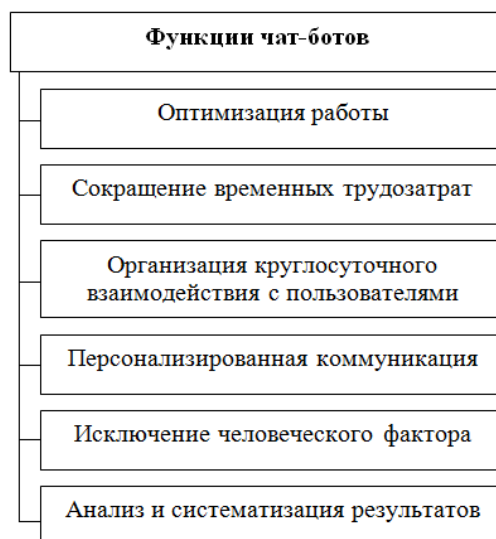 Функции чат-ботов
Оптимизация работы
Сокращение временных трудозатрат
Организация круглосуточного
взаимодействия с пользователями
Персонализированная коммуникация
Исключение человеческого фактора
Анализ и систематизация результатов